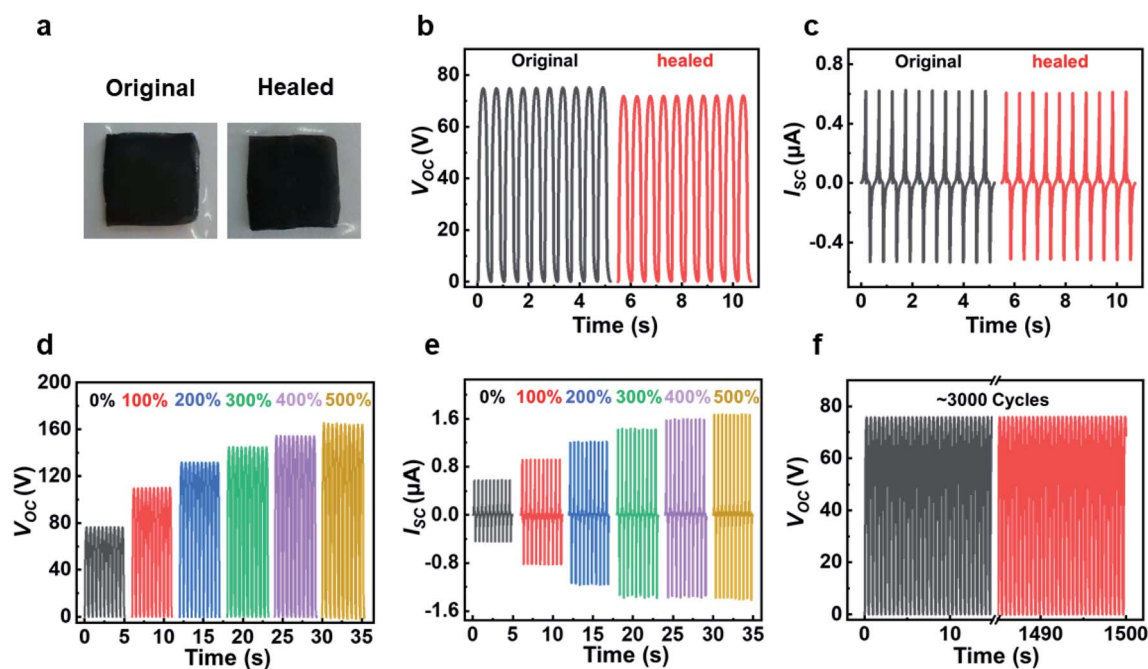 a
Original Healed
b
Original healed
80
60
40
20
0
V_OC (V)
0 2 4 6 8 10
Time (s)
c
Original healed
0.6
0.4
0.0
-0.4
I_SC (μA)
0 2 4 6 8 10
Time (s)
d
0% 100% 200% 300% 400% 500%
200
160
120
80
40
0
V_OC (V)
0 5 10 15 20 25 30 35
Time (s)
e
0% 100% 200% 300% 400% 500%
1.6
0.8
0.0
-0.8
-1.6
I_SC (μA)
0 5 10 15 20 25 30 35
Time (s)
f
~3000 Cycles
80
60
40
20
0
V_OC (V)
0 10 1490 1500
Time (s)